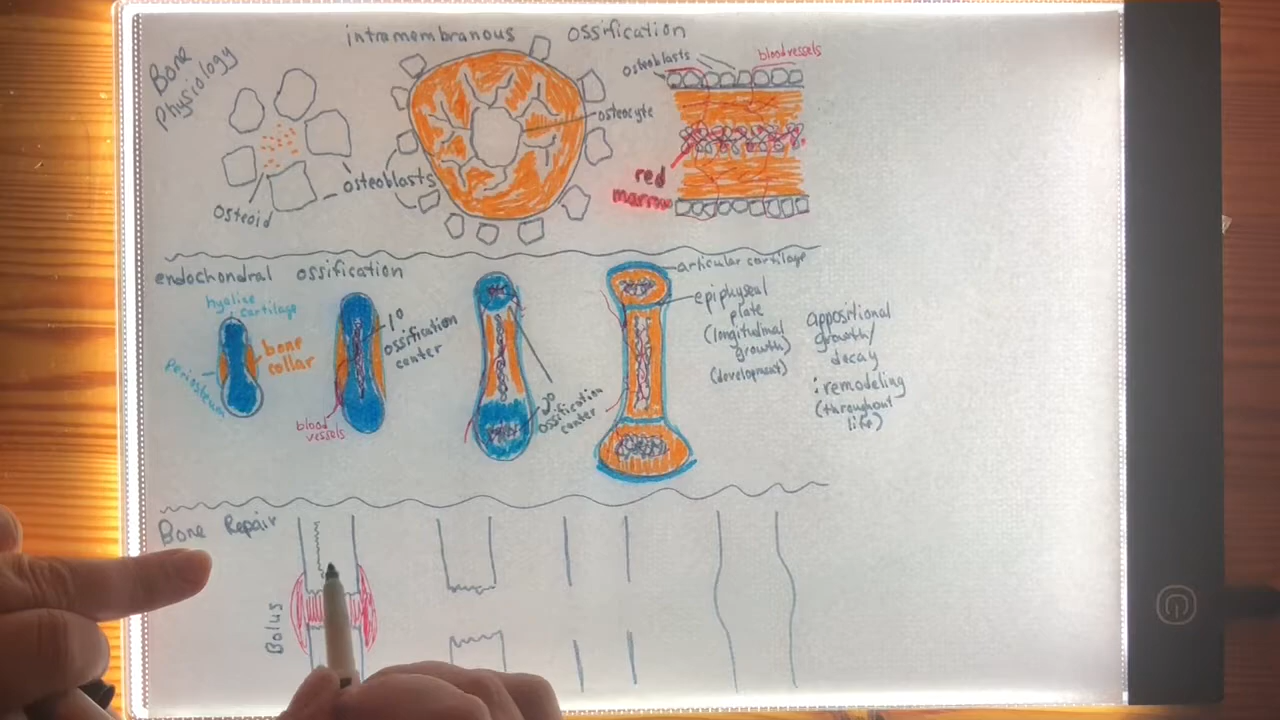 Bone
Physiology
intramembranous ossification
osteoblasts
blood vessels
osteocyte
osteoblasts
osteoid
red
marrow
endochondral ossification
hyaline
cartilage
bone
collar
periosteum
1°
ossification
center
blood
vessels
2°
ossification
center
articular cartilage
epiphyseal
plate
(longitudinal
growth)
(development)
appositional
growth/
decay
: remodeling
(throughout
life)
Bone Repair
Bolus